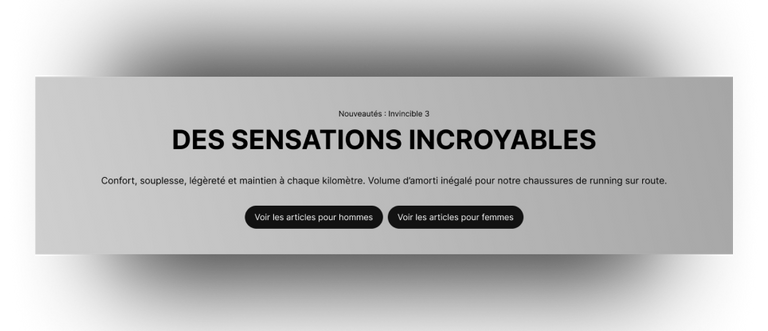 Nouveautés : Invincible 3
DES SENSATIONS INCROYABLES
Confort, souplesse, légèreté et maintien à chaque kilomètre. Volume d'amorti inégalé pour notre chaussures de running sur route.
Voir les articles pour hommes
Voir les articles pour femmes